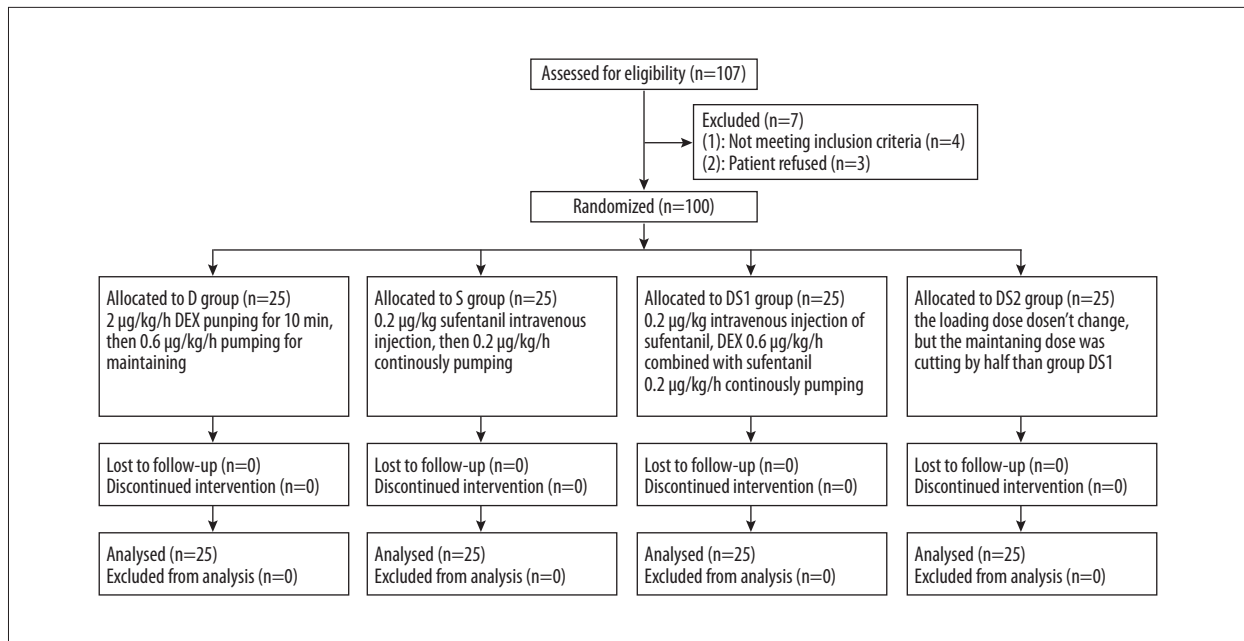 Assessed for eligibility (n=107)
Excluded (n=7)
(1): Not meeting inclusion criteria (n=4)
(2): Patient refused (n=3)
Randomized (n=100)
Allocated to D group (n=25)
2 µg/kg/h DEX punping for 10 min,
then 0.6 µg/kg/h pumping for
maintaining
Allocated to S group (n=25)
0.2 µg/kg sufentanil intravenous
injection, then 0.2 µg/kg/h
continously pumping
Allocated to DS1 group (n=25)
0.2 µg/kg intravenous injection of
sufentanil, DEX 0.6 µg/kg/h
combined with sufentanil
0.2 µg/kg/h continously pumping
Allocated to DS2 group (n=25)
the loading dose dosen't change,
but the maintaning dose was
cutting by half than group DS1
Lost to follow-up (n=0)
Discontinued intervention (n=0)
Lost to follow-up (n=0)
Discontinued intervention (n=0)
Lost to follow-up (n=0)
Discontinued intervention (n=0)
Lost to follow-up (n=0)
Discontinued intervention (n=0)
Analysed (n=25)
Excluded from analysis (n=0)
Analysed (n=25)
Excluded from analysis (n=0)
Analysed (n=25)
Excluded from analysis (n=0)
Analysed (n=25)
Excluded from analysis (n=0)